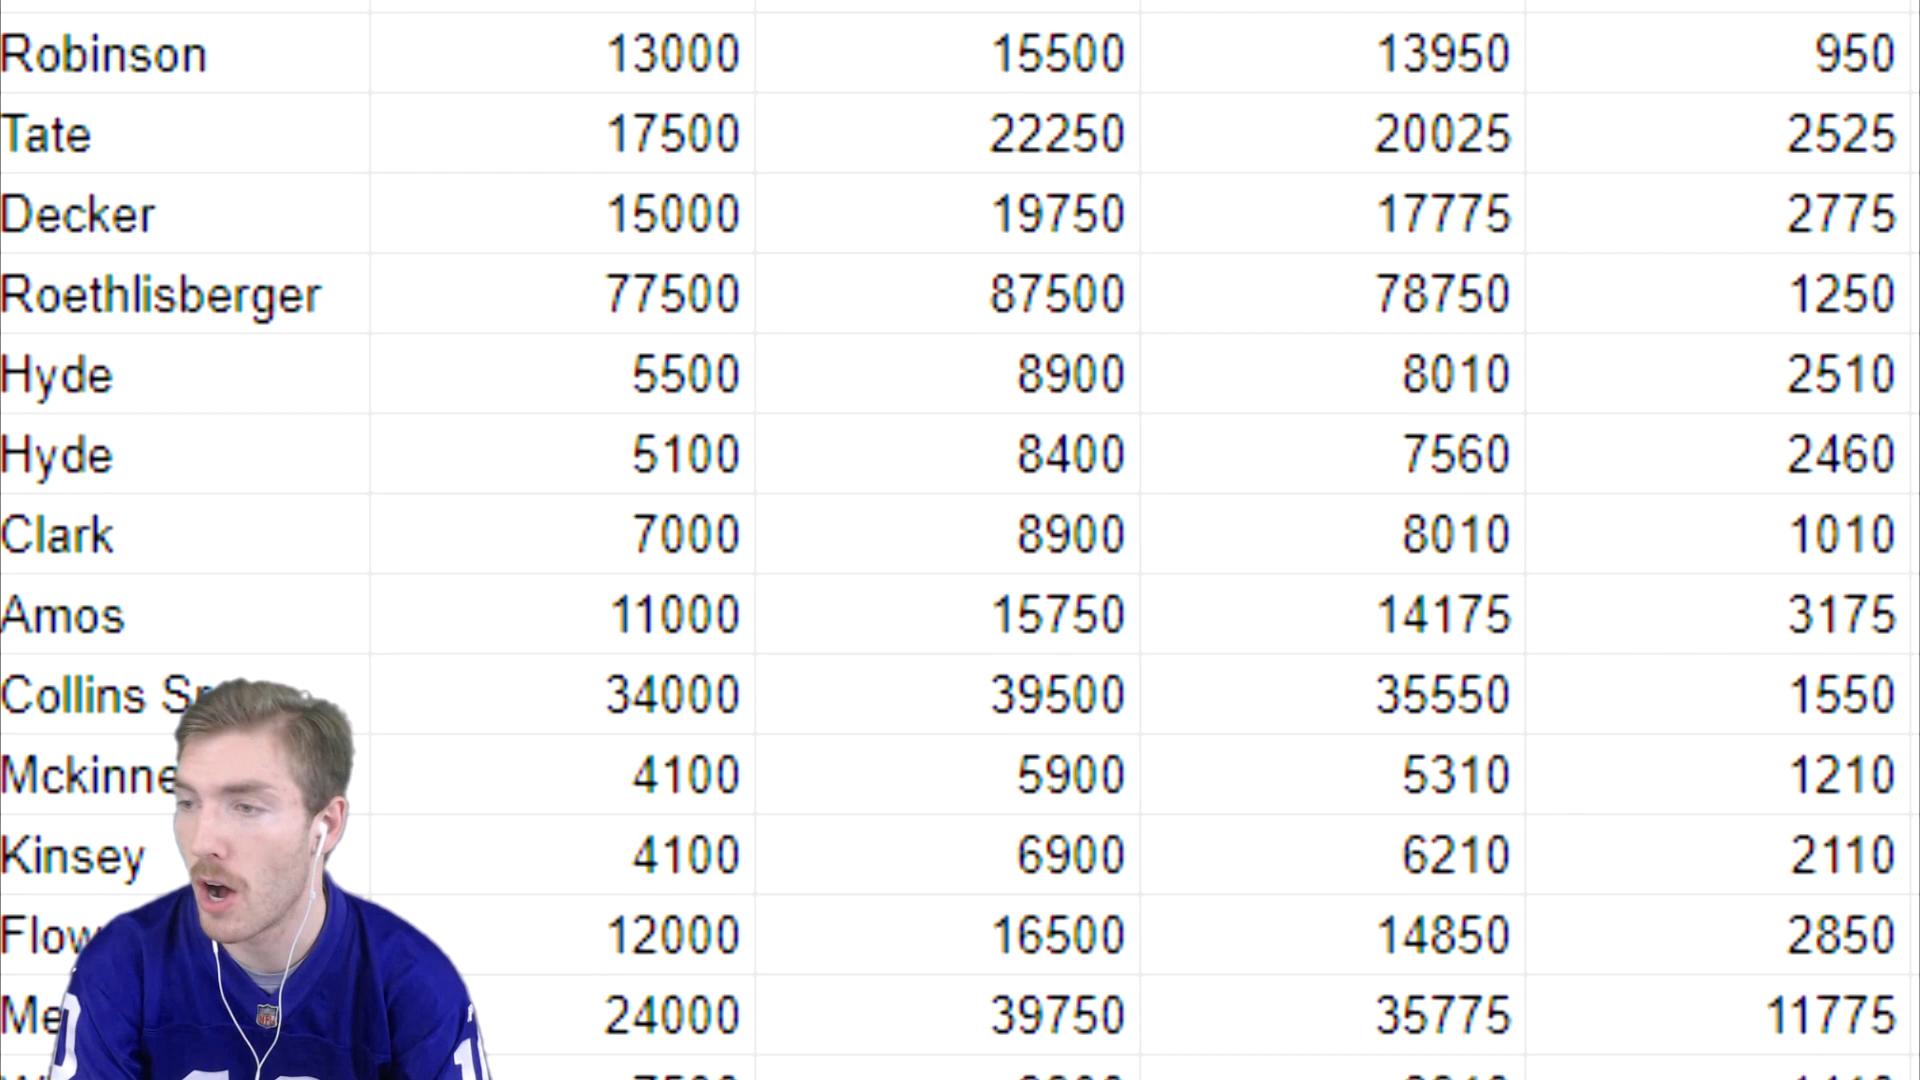 Robinson 13000 15500 13950 950
Tate 17500 22250 20025 2525
Decker 15000 19750 17775 2775
Roethlisberger 77500 87500 78750 1250
Hyde 5500 8900 8010 2510
Hyde 5100 8400 7560 2460
Clark 7000 8900 8010 1010
Amos 11000 15750 14175 3175
Collins 34000 39500 35550 1550
4100 5900 5310 1210
Kinsey 4100 6900 6210 2110
12000 16500 14850 2850
24000 39750 35775 11775